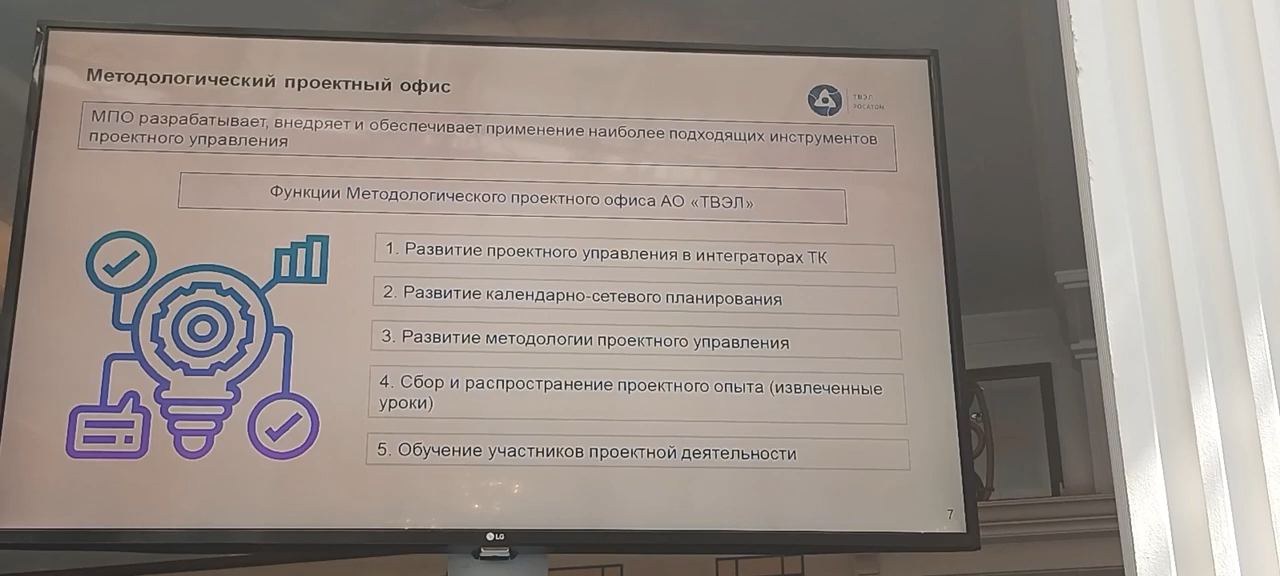 Методологический проектный офис
ТВЭЛ
РОСАТОМ
МПО разрабатывает, внедряет и обеспечивает применение наиболее подходящих инструментов
проектного управления
Функции Методологического проектного офиса АО «ТВЭЛ»
1. Развитие проектного управления в интеграторах ТК
2. Развитие календарно-сетевого планирования
3. Развитие методологии проектного управления
4. Сбор и распространение проектного опыта (извлеченные
уроки)
5. Обучение участников проектной деятельности
7
LG